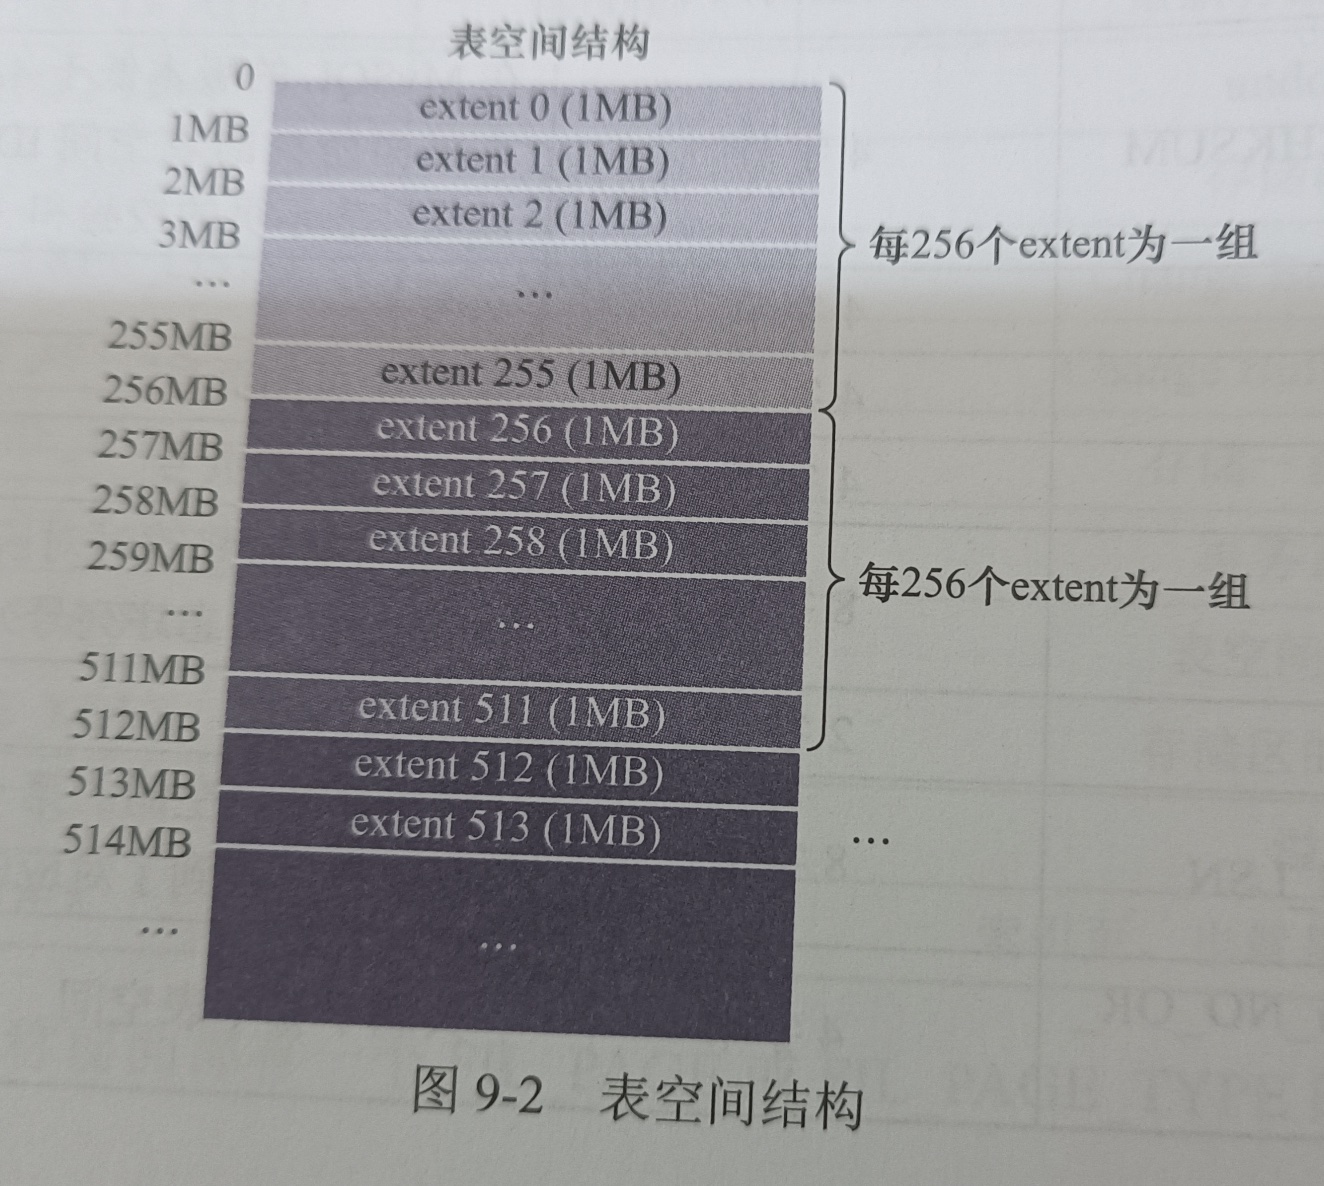 表空间结构
0
extent 0 (1MB)
1MB
extent 1 (1MB)
2MB
extent 2 (1MB)
3MB
每256个extent为一组
…
…
255MB
extent 255 (1MB)
256MB
extent 256 (1MB)
257MB
extent 257 (1MB)
258MB
extent 258 (1MB)
259MB
每256个extent为一组
…
…
511MB
extent 511 (1MB)
512MB
extent 512 (1MB)
513MB
extent 513 (1MB)
514MB
…
…
…
图 9-2 表空间结构